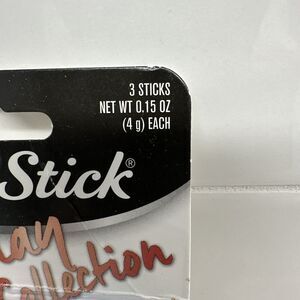 3 STICKS
NET WT 0.15 OZ
(4 g) EACH
Stick®
Collection